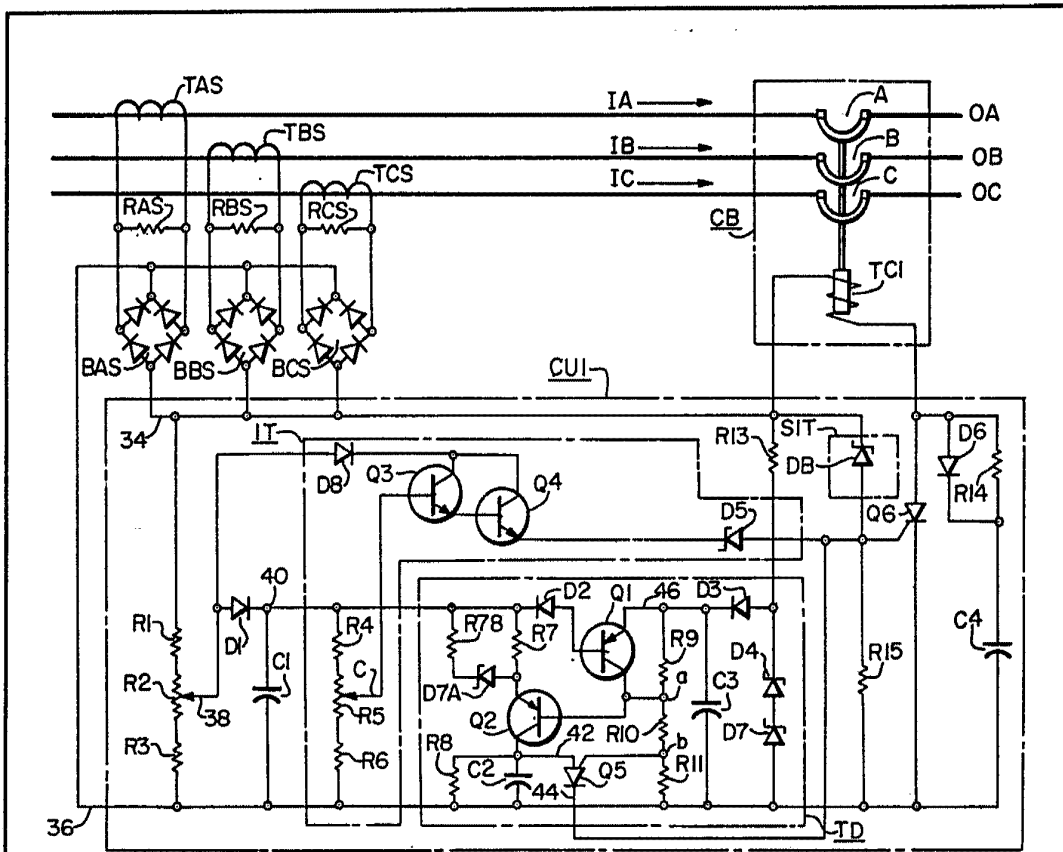 TAS
IA
A
OA
TBS
IB
B
OB
TCS
IC
C
OC
RAS
RBS
RCS
CB
TC1
BAS
BBS
BCS
CU1
34
IT
R13
SIT
DB
D6
R14
D8
Q3
Q4
D5
Q6
40
D2
Q1
46
D3
R1
D1
R4
R78
R7
R9
D4
C4
R2
C1
C
D7A
a
C3
R15
38
R5
Q2
R10
D7
R3
R6
R8
42
b
C2
Q5
R11
44
36
TD